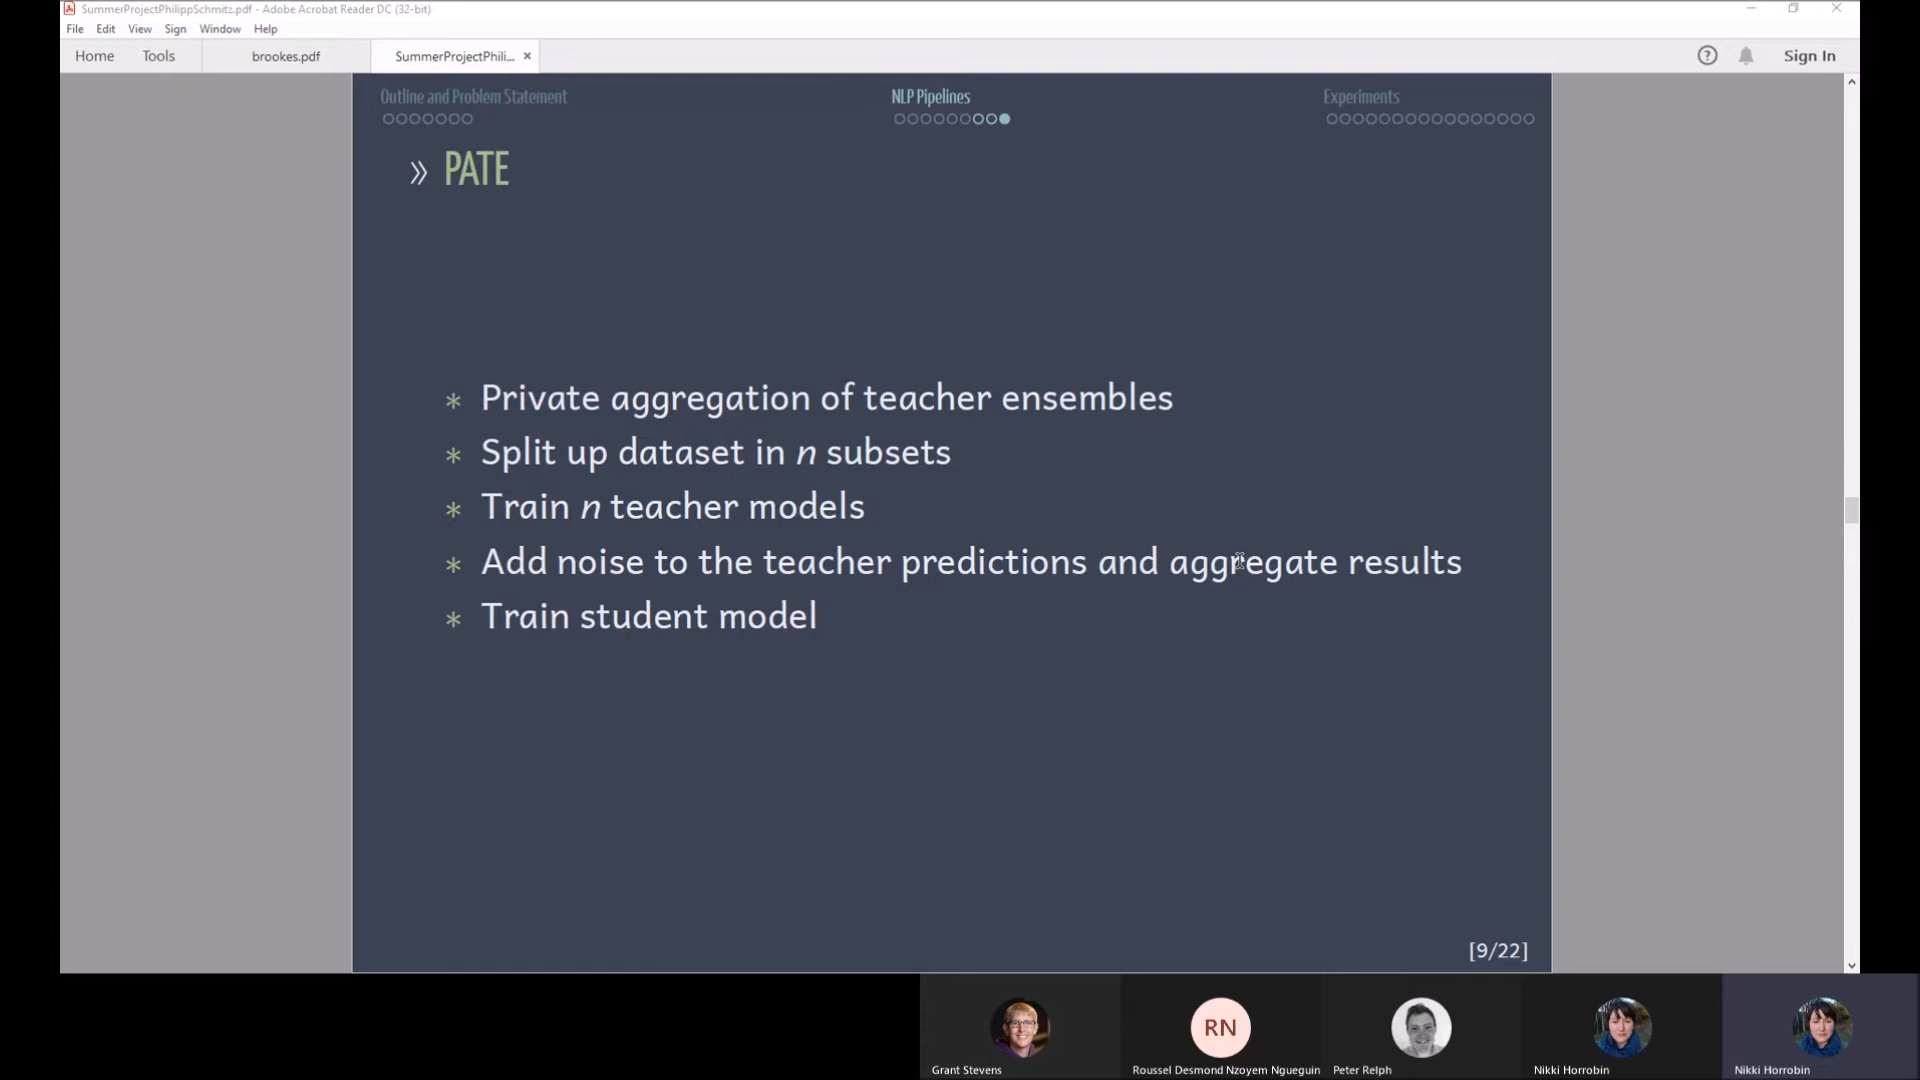 SummerProjectPhilippSchmitz.pdf - Adobe Acrobat Reader DC (32-bit)
File Edit View Sign Window Help
Home Tools brookes.pdf SummerProjectPhili... × Sign In
Outline and Problem Statement NLP Pipelines Experiments
» PATE
* Private aggregation of teacher ensembles
* Split up dataset in n subsets
* Train n teacher models
* Add noise to the teacher predictions and aggregate results
* Train student model
[9/22]
RN
Grant Stevens Roussel Desmond Nzoyem Ngueguin Peter Relph Nikki Horrobin Nikki Horrobin